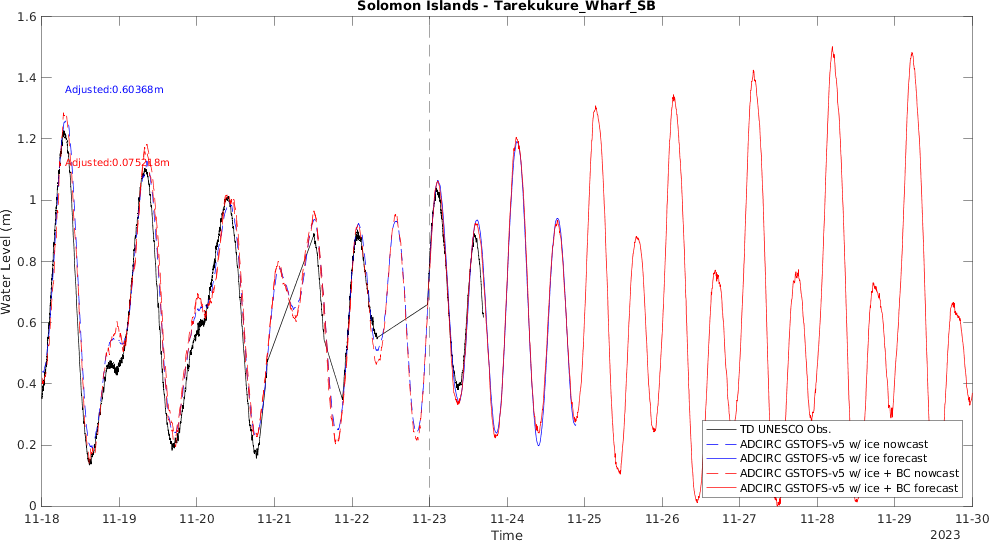 Solomon Islands - Tarekukure_Wharf_SB
1.6
1.4
1.2
1
0.8
0.6
0.4
0.2
0
Water Level (m)
Adjusted:0.60368m
TD UNESCO Obs.
ADCIRC GSTOFS-v5 w/ ice nowcast
ADCIRC GSTOFS-v5 w/ ice forecast
ADCIRC GSTOFS-v5 w/ ice + BC nowcast
ADCIRC GSTOFS-v5 w/ ice + BC forecast
11-18 11-19 11-20 11-21 11-22 11-23 11-24 11-25 11-26 11-27 11-28 11-29 11-30
Time
2023